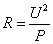 R = U²/P